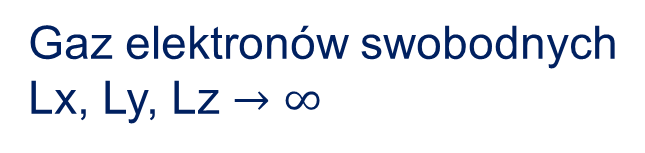 Gaz elektronów swobodnych
Lx, Ly, Lz → ∞